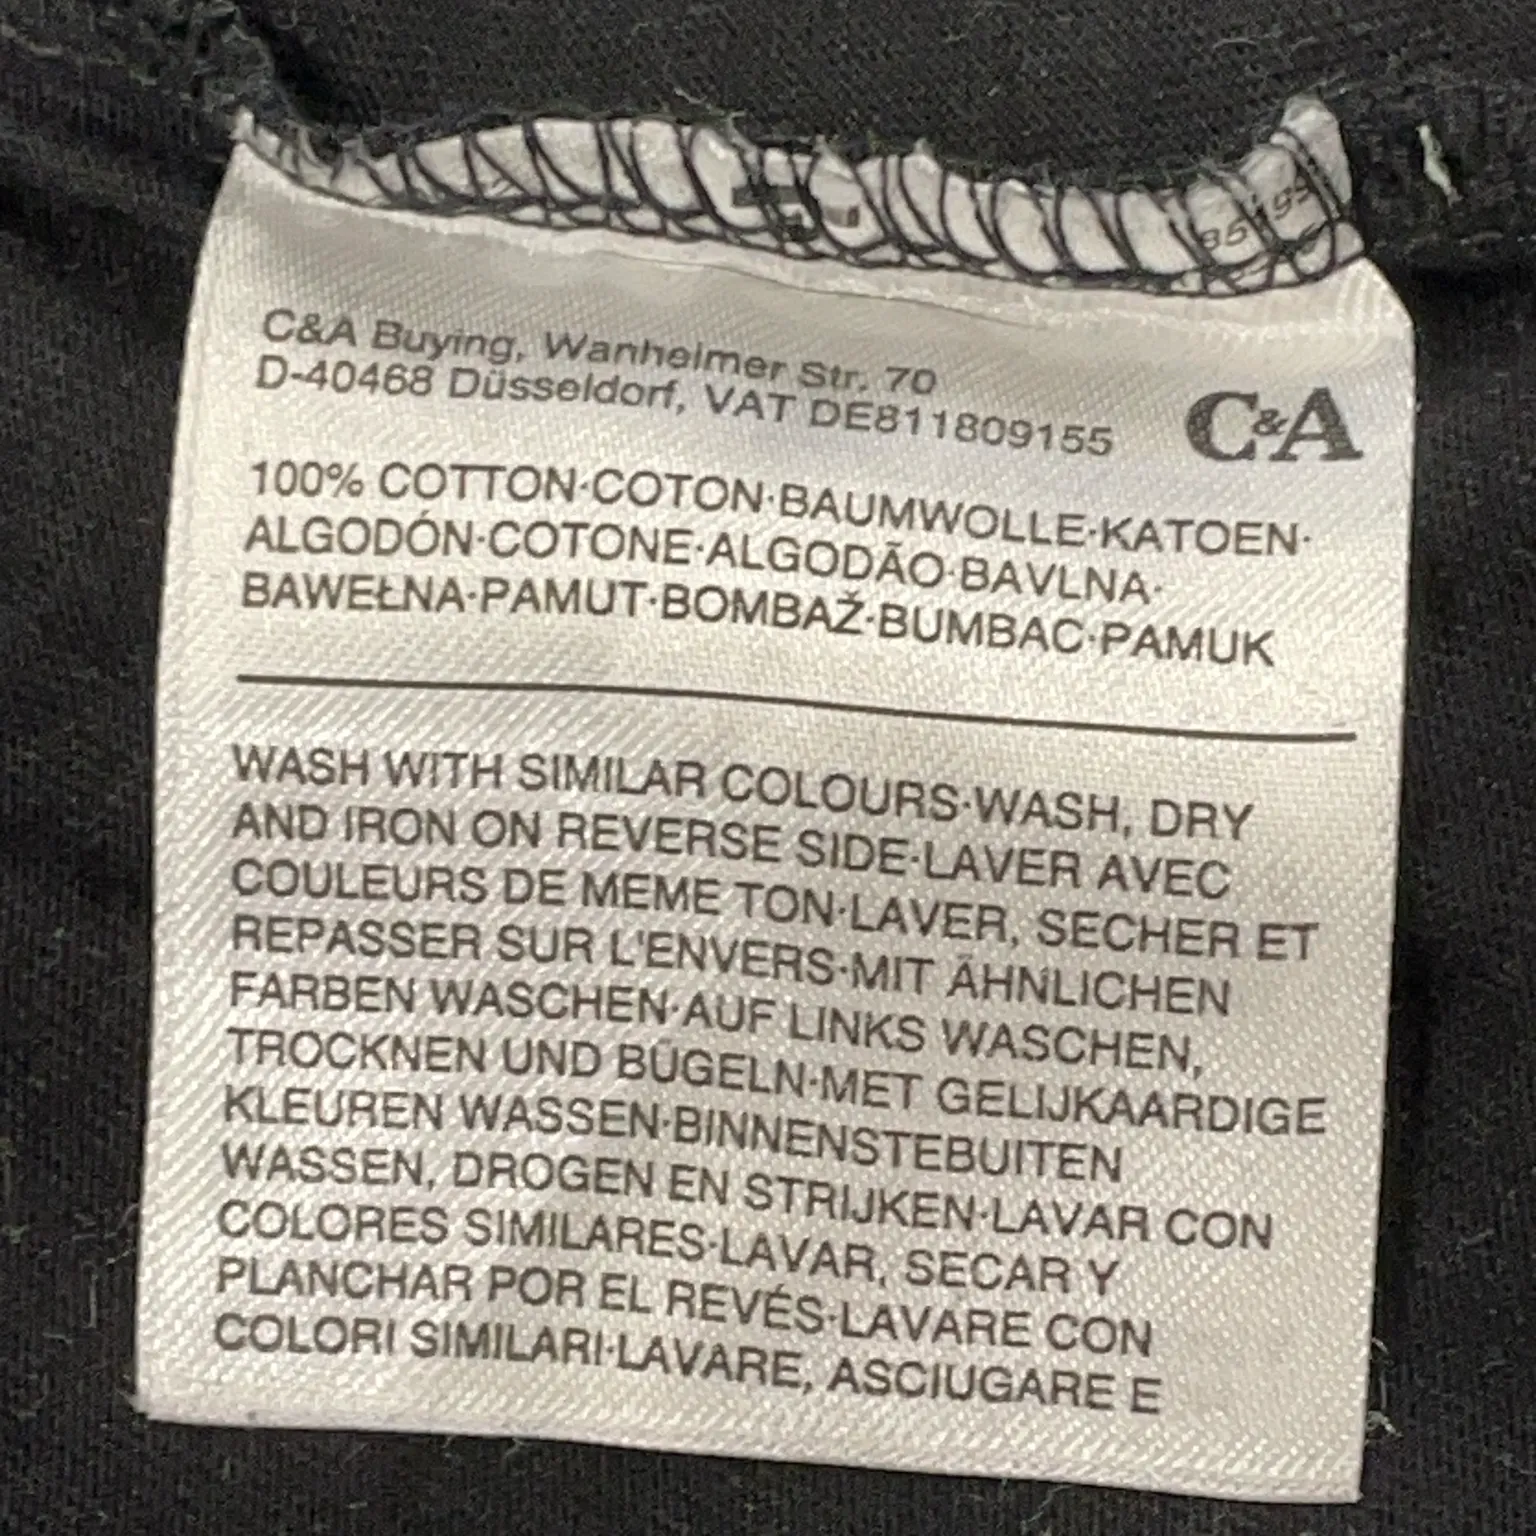 C&A Buying, Wanheimer Str. 70
D-40468 Düsseldorf, VAT DE811809155
C&A
100% COTTON·COTON·BAUMWOLLE·KATOEN·
ALGODÓN·COTONE·ALGODÃO·BAVLNA·
BAWEŁNA·PAMUT·BOMBAŽ·BUMBAC·PAMUK
WASH WITH SIMILAR COLOURS·WASH, DRY
AND IRON ON REVERSE SIDE·LAVER AVEC
COULEURS DE MEME TON·LAVER, SECHER ET
REPASSER SUR L'ENVERS·MIT ÄHNLICHEN
FARBEN WASCHEN·AUF LINKS WASCHEN,
TROCKNEN UND BÜGELN·MET GELIJKAARDIGE
KLEUREN WASSEN·BINNENSTEBUITEN
WASSEN, DROGEN EN STRIJKEN·LAVAR CON
COLORES SIMILARES·LAVAR, SECAR Y
PLANCHAR POR EL REVÉS·LAVARE CON
COLORI SIMILARI·LAVARE, ASCIUGARE E